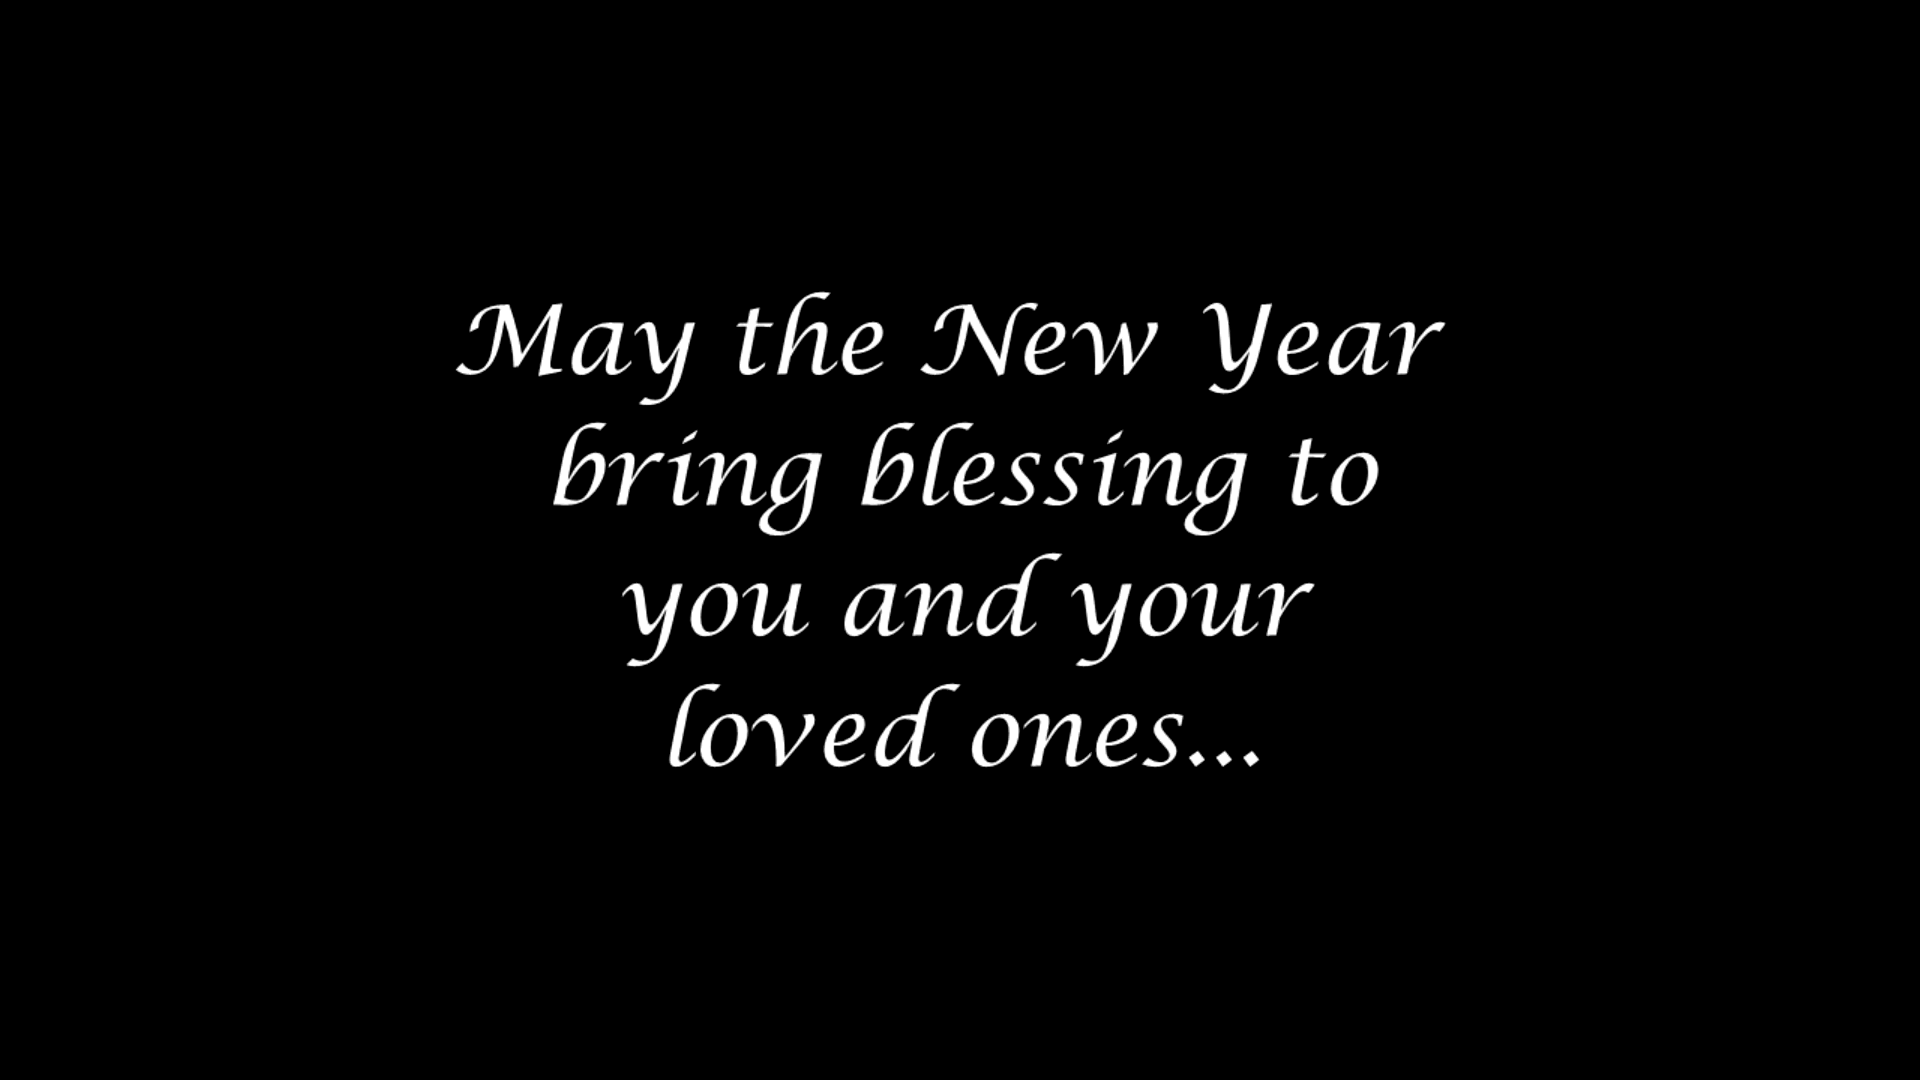 May the New Year
bring blessing to
you and your
loved ones...